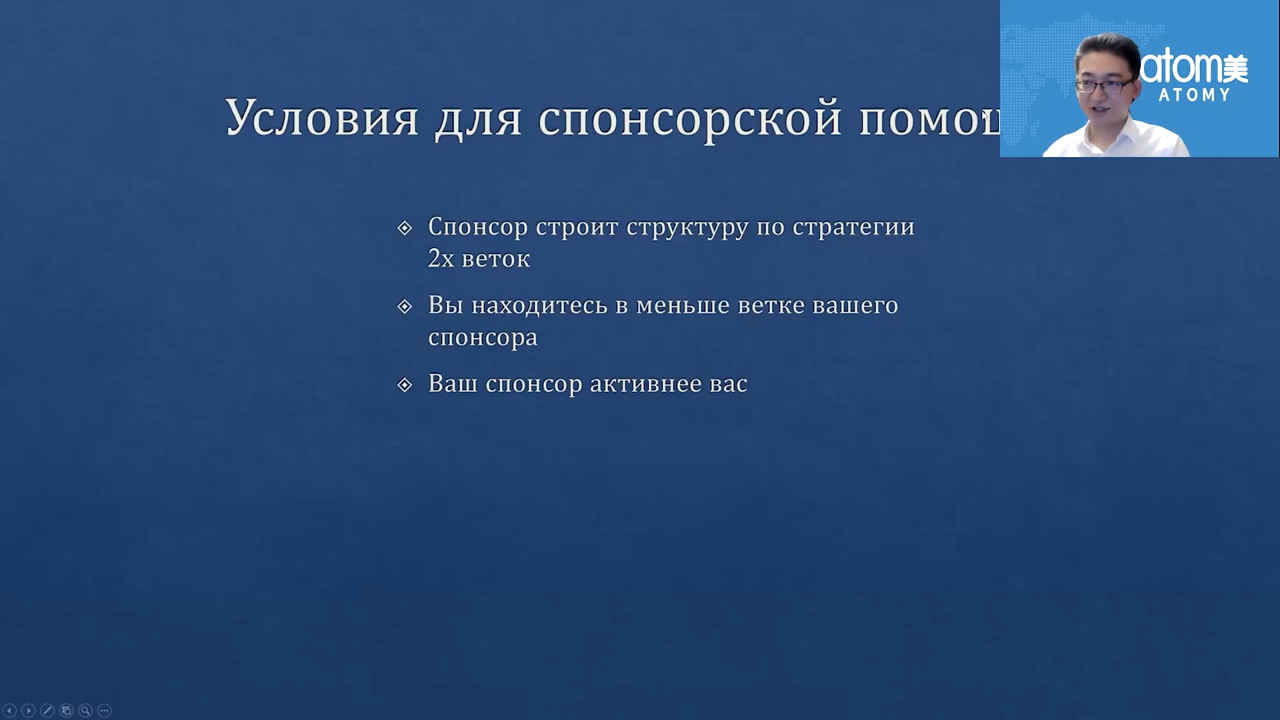 Условия для спонсорской
Спонсор строит структуру по стратегии
2х веток
Вы находитесь в меньше ветке вашего
спонсора
Ваш спонсор активнее вас
atom美
ATOMY